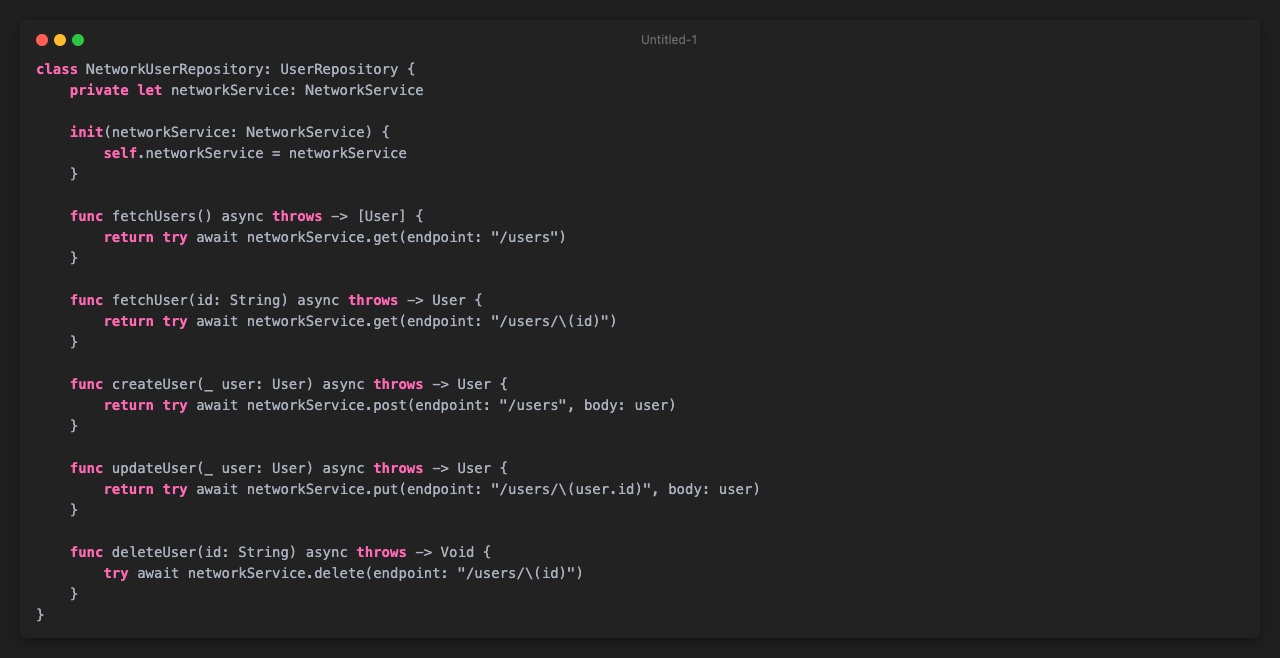 Untitled-1
class NetworkUserRepository: UserRepository {
    private let networkService: NetworkService

    init(networkService: NetworkService) {
        self.networkService = networkService
    }

    func fetchUsers() async throws -> [User] {
        return try await networkService.get(endpoint: "/users")
    }

    func fetchUser(id: String) async throws -> User {
        return try await networkService.get(endpoint: "/users/\(id)")
    }

    func createUser(_ user: User) async throws -> User {
        return try await networkService.post(endpoint: "/users", body: user)
    }

    func updateUser(_ user: User) async throws -> User {
        return try await networkService.put(endpoint: "/users/\(user.id)", body: user)
    }

    func deleteUser(id: String) async throws -> Void {
        try await networkService.delete(endpoint: "/users/\(id)")
    }
}